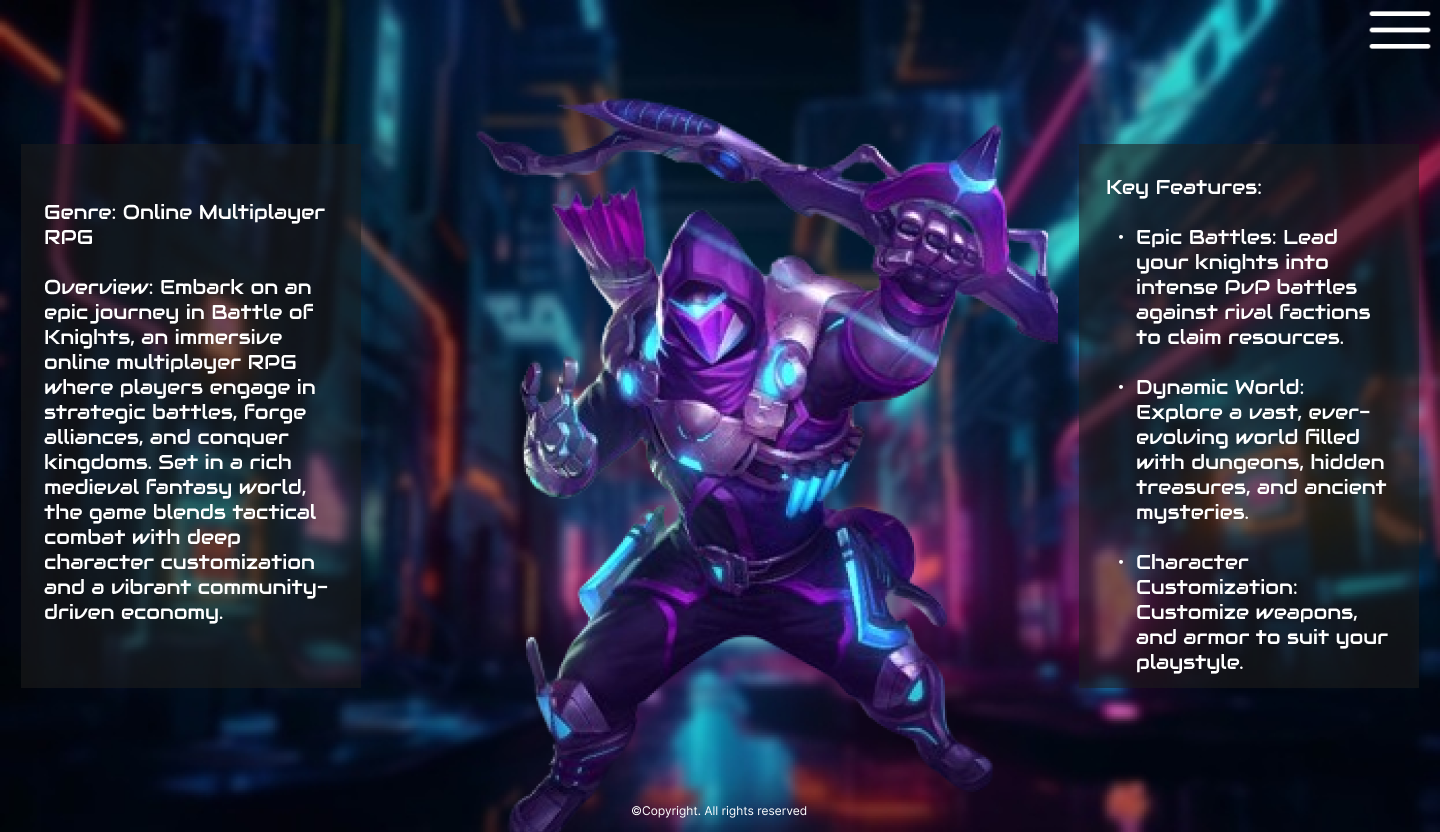 Genre: Online Multiplayer
RPG
Overview: Embark on an
epic journey in Battle of
Knights, an immersive
online multiplayer RPG
where players engage in
strategic battles, forge
alliances, and conquer
kingdoms. Set in a rich
medieval fantasy world,
the game blends tactical
combat with deep
character customization
and a vibrant community-
driven economy.
Key Features:
• Epic Battles: Lead
your knights into
intense PvP battles
against rival factions
to claim resources.
• Dynamic World:
Explore a vast, ever-
evolving world filled
with dungeons, hidden
treasures, and ancient
mysteries.
• Character
Customization:
Customize weapons,
and armor to suit your
playstyle.
©Copyright. All rights reserved